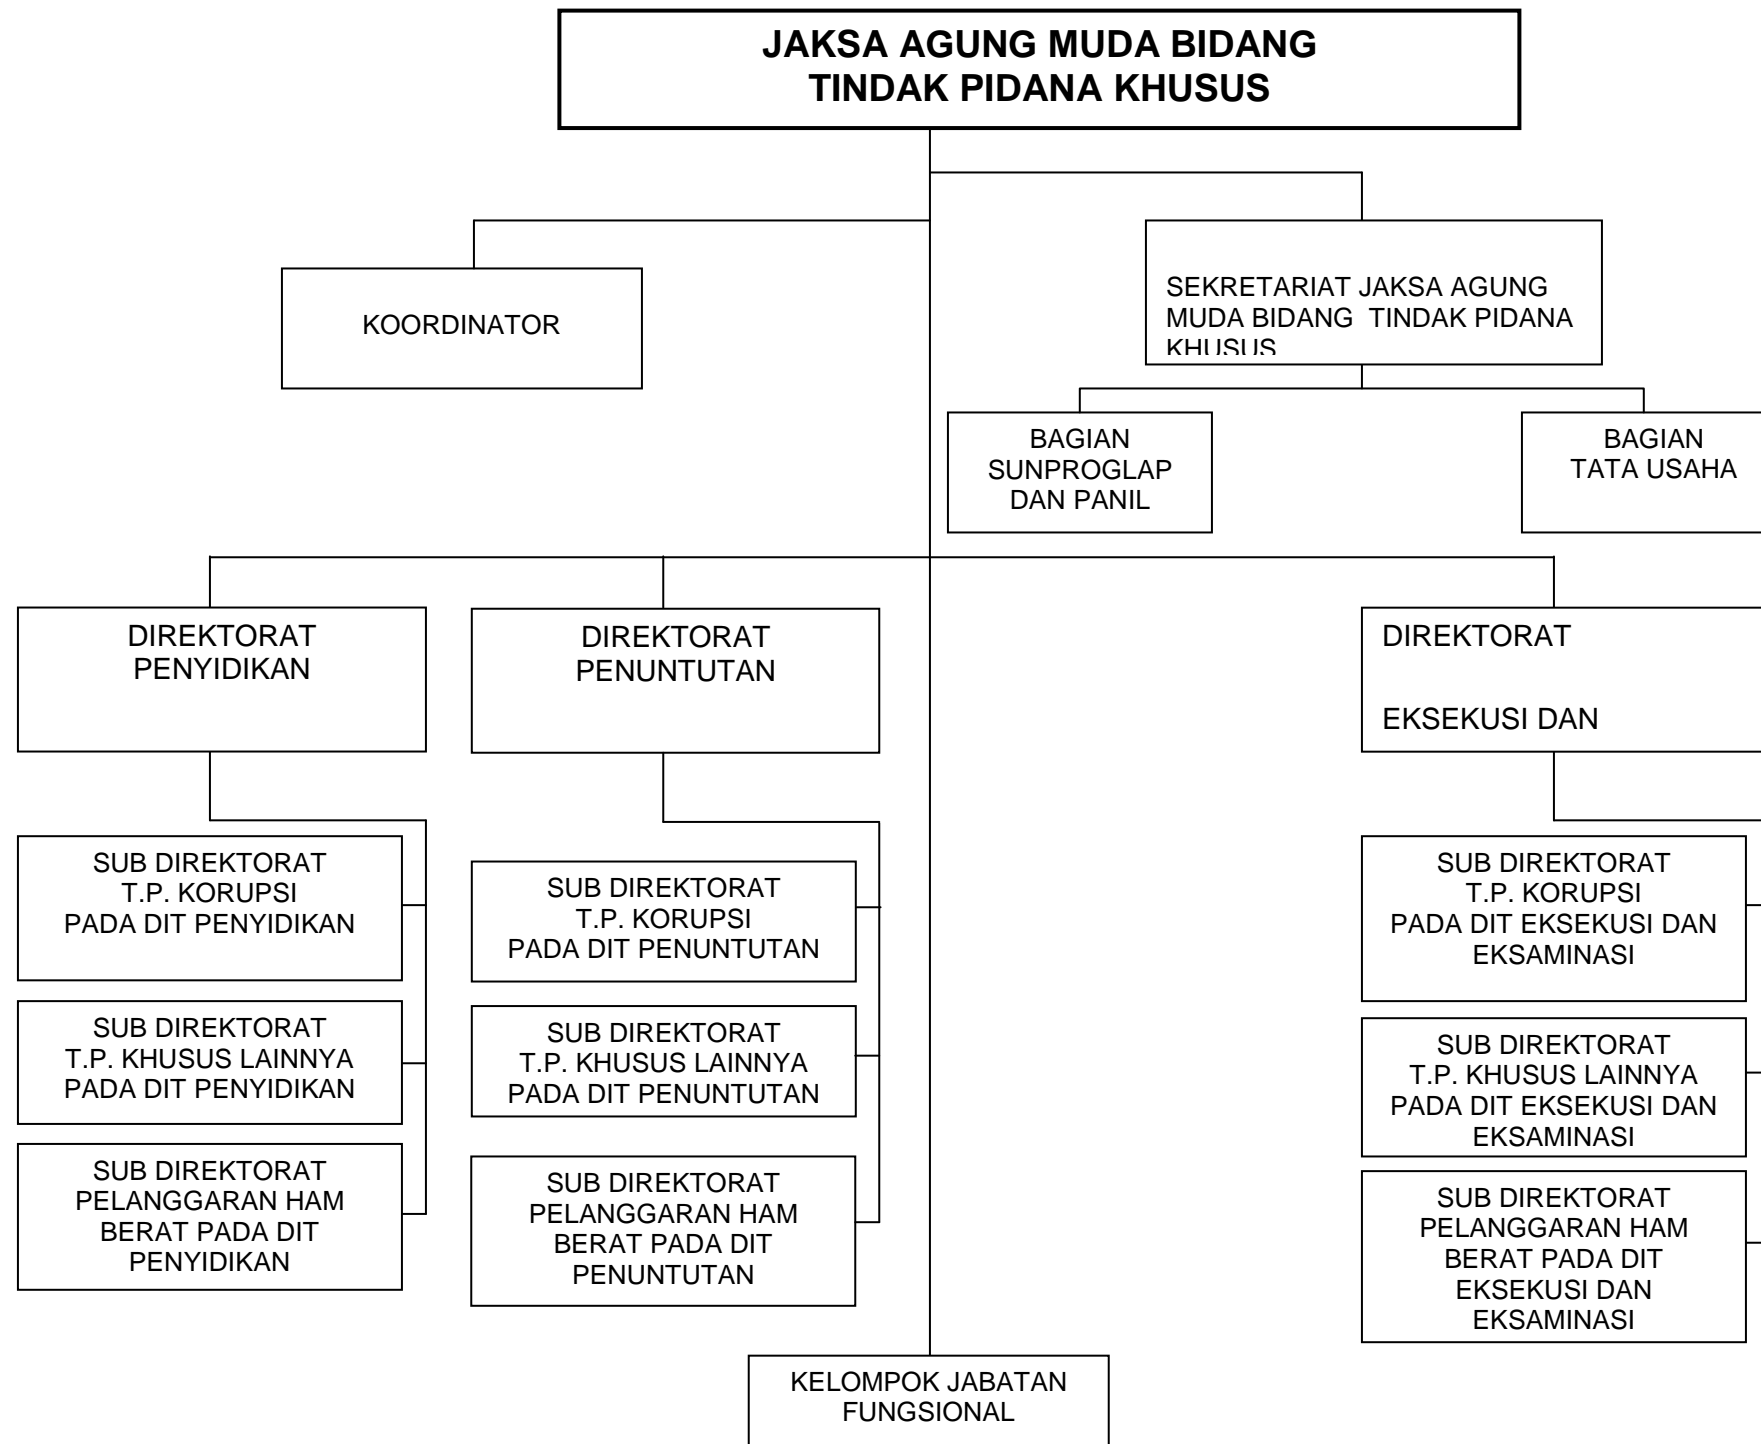 JAKSA AGUNG MUDA BIDANG
TINDAK PIDANA KHUSUS
KOORDINATOR
SEKRETARIAT JAKSA AGUNG
MUDA BIDANG TINDAK PIDANA
KHUSUS
BAGIAN
SUNPROGLAP
DAN PANIL
BAGIAN
TATA USAHA
DIREKTORAT
PENYIDIKAN
DIREKTORAT
PENUNTUTAN
DIREKTORAT
EKSEKUSI DAN
SUB DIREKTORAT
T.P. KORUPSI
PADA DIT PENYIDIKAN
SUB DIREKTORAT
T.P. KHUSUS LAINNYA
PADA DIT PENYIDIKAN
SUB DIREKTORAT
PELANGGARAN HAM
BERAT PADA DIT
PENYIDIKAN
SUB DIREKTORAT
T.P. KORUPSI
PADA DIT PENUNTUTAN
SUB DIREKTORAT
T.P. KHUSUS LAINNYA
PADA DIT PENUNTUTAN
SUB DIREKTORAT
PELANGGARAN HAM
BERAT PADA DIT
PENUNTUTAN
SUB DIREKTORAT
T.P. KORUPSI
PADA DIT EKSEKUSI DAN
EKSAMINASI
SUB DIREKTORAT
T.P. KHUSUS LAINNYA
PADA DIT EKSEKUSI DAN
EKSAMINASI
SUB DIREKTORAT
PELANGGARAN HAM
BERAT PADA DIT
EKSEKUSI DAN
EKSAMINASI
KELOMPOK JABATAN
FUNGSIONAL